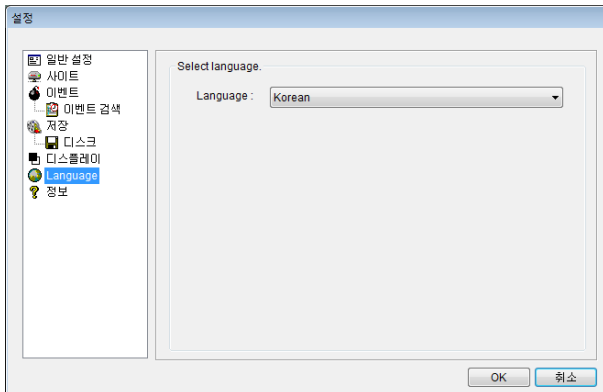 설정
일반 설정
사이트
이벤트
이벤트 검색
저장
디스크
디스플레이
Language
정보
Select language.
Language :
Korean
OK
취소